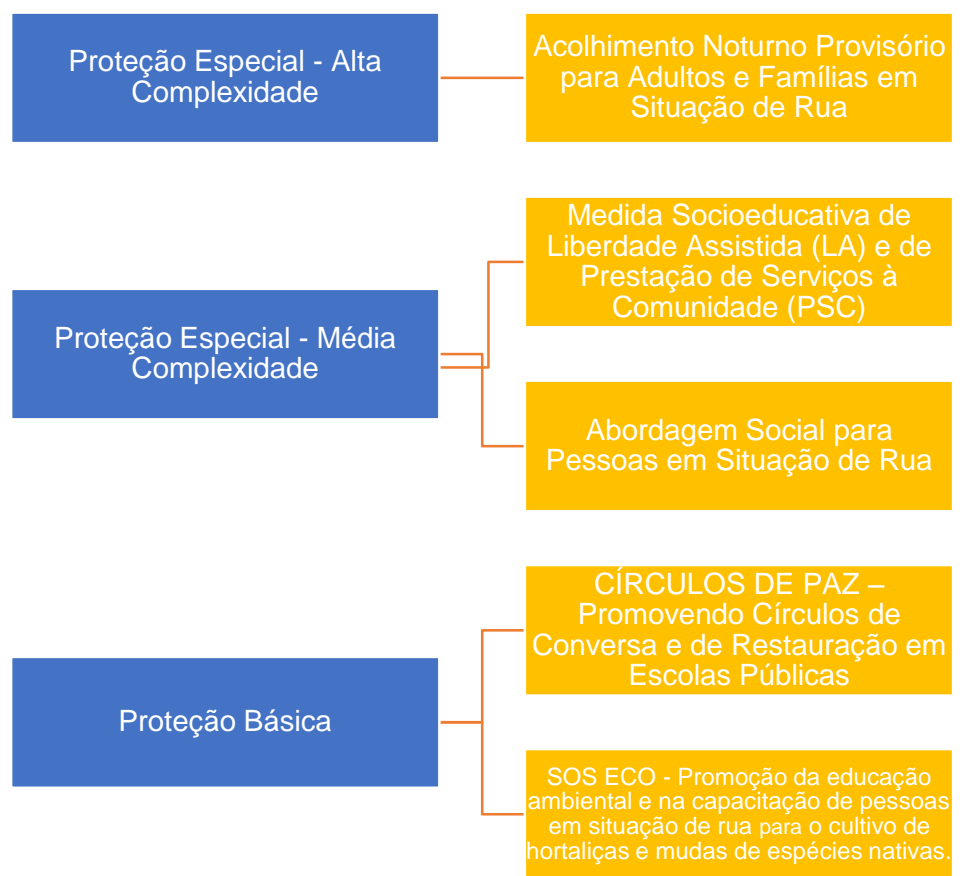 Proteção Especial - Alta
Complexidade
Acolhimento Noturno Provisório
para Adultos e Famílias em
Situação de Rua
Proteção Especial - Média
Complexidade
Medida Socioeducativa de
Liberdade Assistida (LA) e de
Prestação de Serviços à
Comunidade (PSC)
Abordagem Social para
Pessoas em Situação de Rua
Proteção Básica
CÍRCULOS DE PAZ –
Promovendo Círculos de
Conversa e de Restauração em
Escolas Públicas
SOS ECO - Promoção da educação
ambiental e na capacitação de pessoas
em situação de rua para o cultivo de
hortaliças e mudas de espécies nativas.